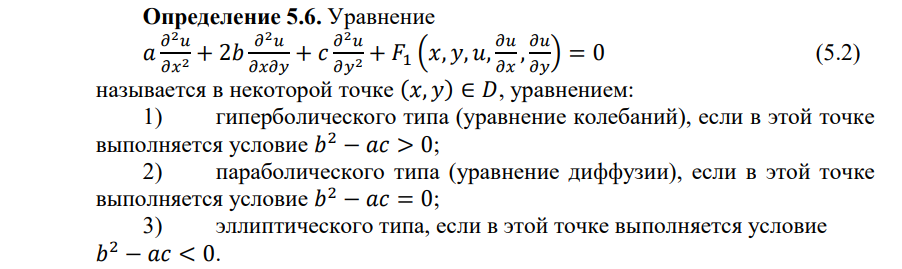 Определение 5.6. Уравнение
a ∂²u/∂x² + 2b ∂²u/∂x∂y + c ∂²u/∂y² + F₁(x, y, u, ∂u/∂x, ∂u/∂y) = 0 (5.2)
называется в некоторой точке (x, y) ∈ D, уравнением:
1) гиперболического типа (уравнение колебаний), если в этой точке
выполняется условие b² − ac > 0;
2) параболического типа (уравнение диффузии), если в этой точке
выполняется условие b² − ac = 0;
3) эллиптического типа, если в этой точке выполняется условие
b² − ac < 0.